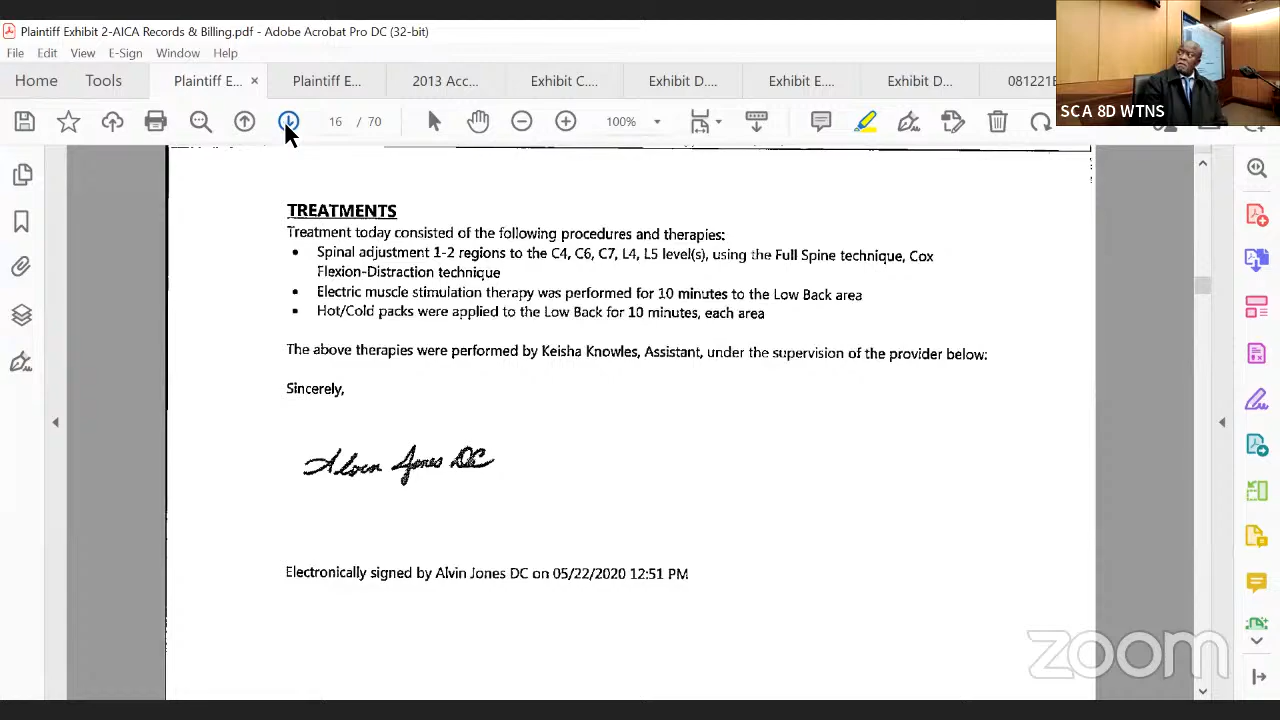 Plaintiff Exhibit 2-AICA Records & Billing.pdf - Adobe Acrobat Pro DC (32-bit)
File Edit View E-Sign Window Help
Home Tools Plaintiff E... × Plaintiff E... 2013 Acc... Exhibit C.... Exhibit D.... Exhibit E.... Exhibit D... 081221E
SCA 8D WTNS
16 / 70 100%
TREATMENTS
Treatment today consisted of the following procedures and therapies:
• Spinal adjustment 1-2 regions to the C4, C6, C7, L4, L5 level(s), using the Full Spine technique, Cox
Flexion-Distraction technique
• Electric muscle stimulation therapy was performed for 10 minutes to the Low Back area
• Hot/Cold packs were applied to the Low Back for 10 minutes, each area
The above therapies were performed by Keisha Knowles, Assistant, under the supervision of the provider below:
Sincerely,
Alvin Jones DC
Electronically signed by Alvin Jones DC on 05/22/2020 12:51 PM
zoom